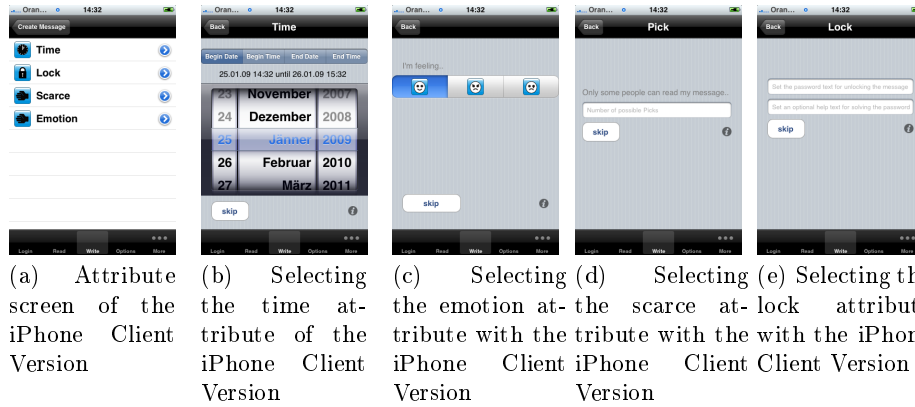 Oran... 14:32
Create Message
Time
Lock
Scarce
Emotion
Login Read Write Options More
Oran... 14:32
Back Time
Begin Date Begin Time End Date End Time
25.01.09 14:32 until 26.01.09 15:32
23 November 2007
24 Dezember 2008
25 Jänner 2009
26 Februar 2010
27 März 2011
skip
Login Read Write Options More
Oran... 14:32
Back
I'm feeling..
skip
Login Read Write Options More
Oran... 14:32
Back Pick
Only some people can read my message..
Number of possible Picks
skip
Login Read Write Options More
Oran... 14:32
Back Lock
Set the password text for unlocking the message
Set an optional help text for solving the password
skip
Login Read Write Options More
(a) Attribute
screen of the
iPhone Client
Version
(b) Selecting
the time at-
tribute of the
iPhone Client
Version
(c) Selecting
the emotion at-
tribute with the
iPhone Client
Version
(d) Pick
the scarce at-
tribute with the
iPhone Client
Version
(e) Selecting th
lock attribut
with the iPhon
Client Version